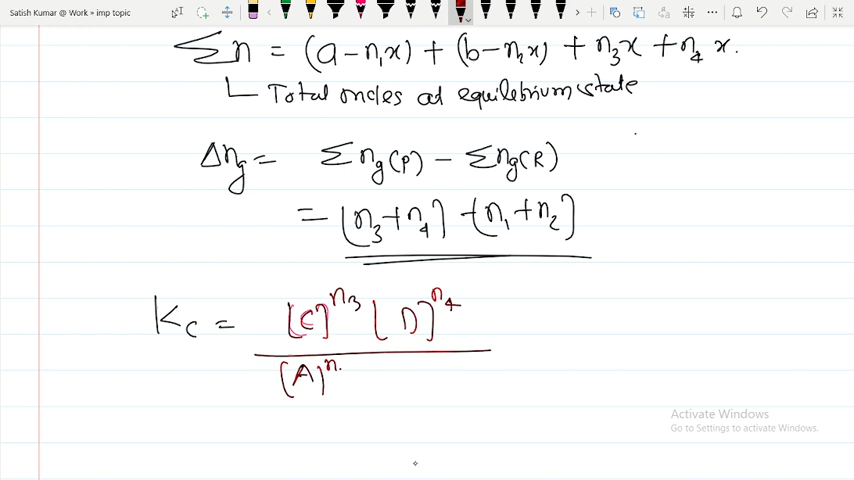 Satish Kumar @ Work » imp topic
Σn = (a-n₁x) + (b-n₂x) + n₃x + n₄x.
Total moles at equilibrium state
Δng = Σng(P) - Σng(R)
= [n₃+n₄] - [n₁+n₂]
Kc = [C]^n₃ [D]^n₄
(A)^n
Activate Windows
Go to Settings to activate Windows.